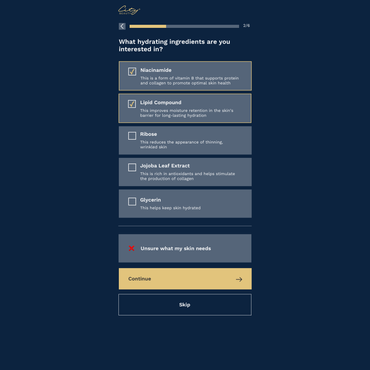 City
2/9
What hydrating ingredients are you
interested in?
Niacinamide
This is a form of vitamin B that supports protein
and collagen to promote optimal skin health
Lipid Compound
This improves moisture retention in the skin's
barrier for long-lasting hydration
Ribose
This reduces the appearance of thinning,
wrinkled skin
Jojoba Leaf Extract
This is rich in antioxidants and helps stimulate
the production of collagen
Glycerin
This helps keep skin hydrated
Unsure what my skin needs
Continue
Skip